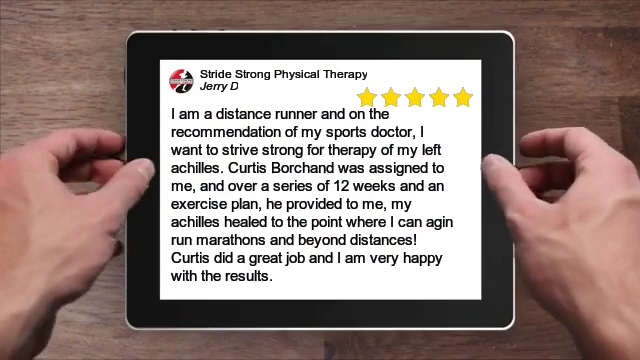 Stride Strong Physical Therapy
Jerry D
I am a distance runner and on the
recommendation of my sports doctor, I
want to strive strong for therapy of my left
achilles. Curtis Borchand was assigned to
me, and over a series of 12 weeks and an
exercise plan, he provided to me, my
achilles healed to the point where I can agin
run marathons and beyond distances!
Curtis did a great job and I am very happy
with the results.